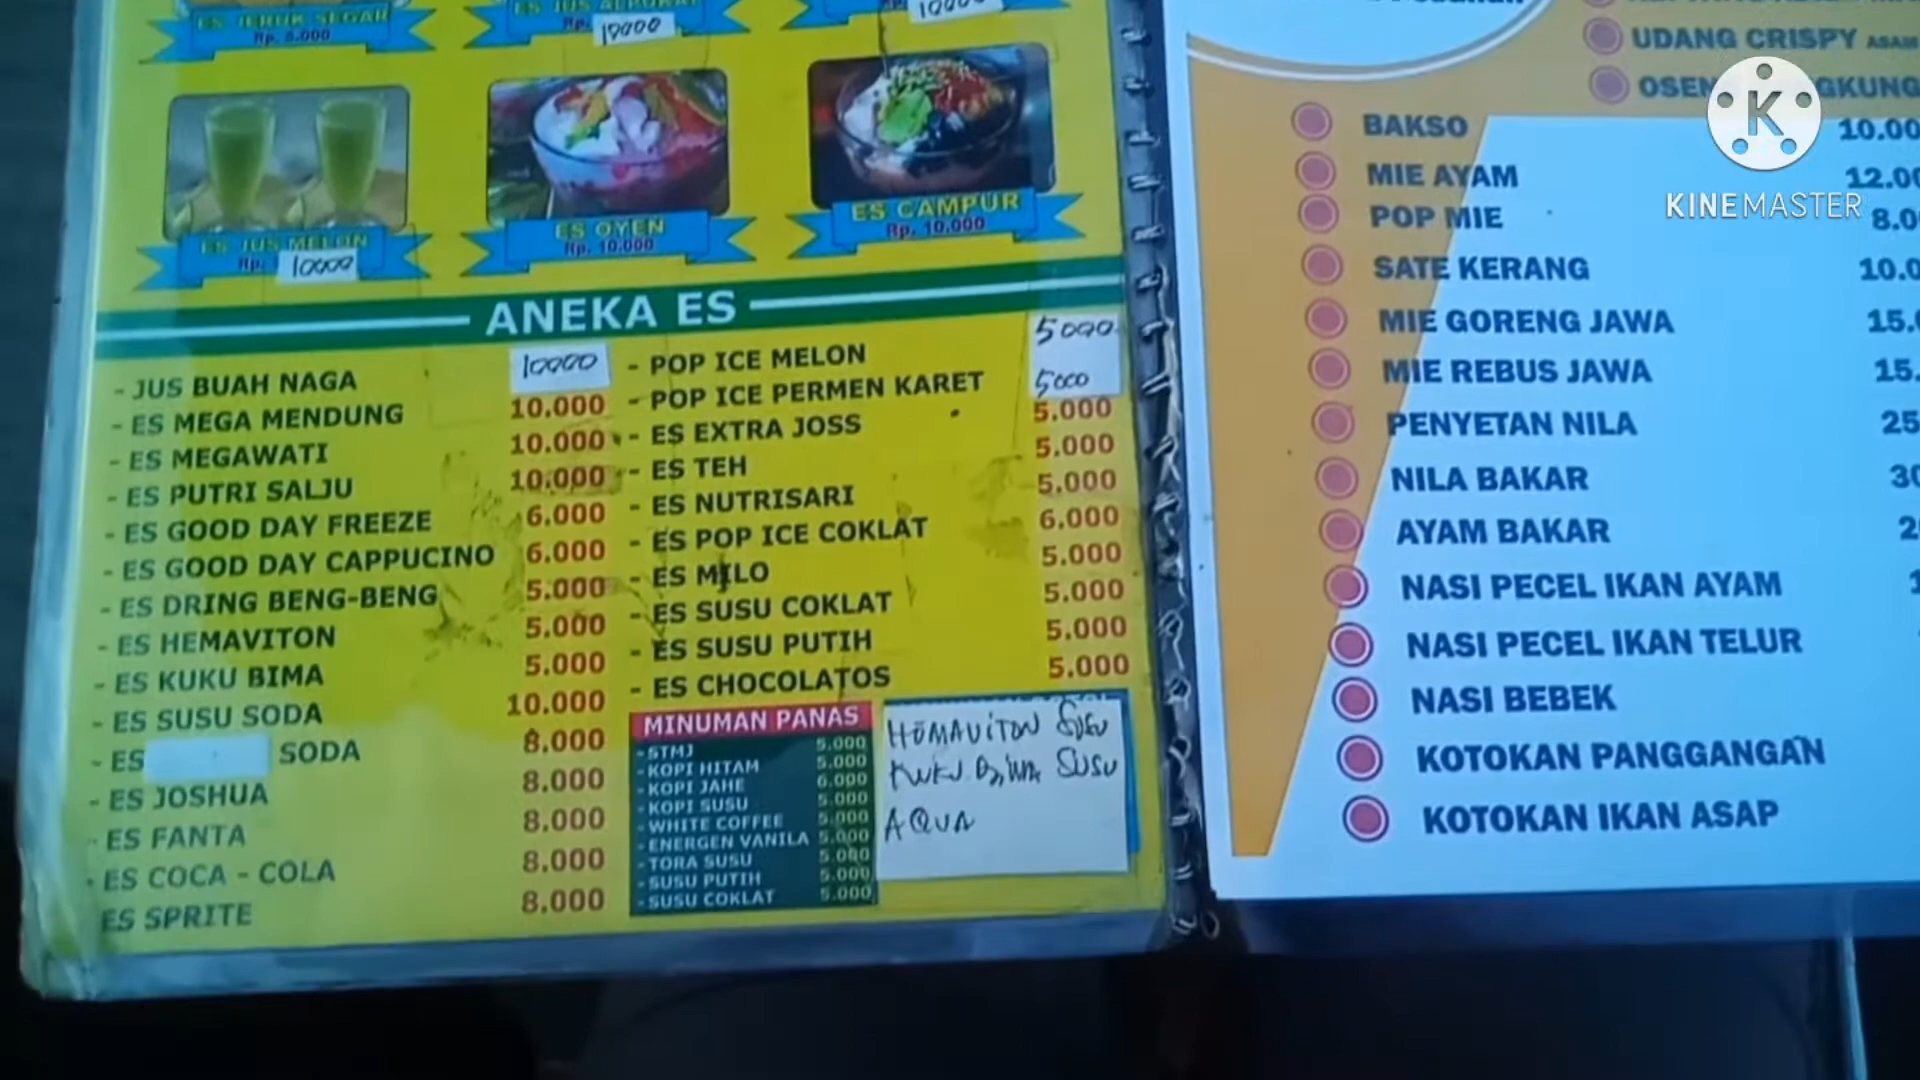 ES JERUK SEGAR
Rp. 8.000
ES JUS ALPUKAT
Rp. 10000
10000
ES JUS MELON
Rp. 10000
ES OYEN
Rp. 10.000
ES CAMPUR
Rp. 10.000
ANEKA ES
- JUS BUAH NAGA 10000
- ES MEGA MENDUNG 10.000
- ES MEGAWATI 10.000
- ES PUTRI SALJU 10.000
- ES GOOD DAY FREEZE 6.000
- ES GOOD DAY CAPPUCINO 6.000
- ES DRING BENG-BENG 5.000
- ES HEMAVITON 5.000
- ES KUKU BIMA 5.000
- ES SUSU SODA 10.000
- ES SODA 8.000
- ES JOSHUA 8.000
- ES FANTA 8.000
- ES COCA - COLA 8.000
ES SPRITE 8.000
- POP ICE MELON 5000
- POP ICE PERMEN KARET 5000
- ES EXTRA JOSS 5.000
- ES TEH 5.000
- ES NUTRISARI 5.000
- ES POP ICE COKLAT 6.000
- ES MILO 5.000
- ES SUSU COKLAT 5.000
- ES SUSU PUTIH 5.000
- ES CHOCOLATOS 5.000
MINUMAN PANAS
- STMJ 5.000
- KOPI HITAM 5.000
- KOPI JAHE 6.000
- KOPI SUSU 5.000
- WHITE COFFEE 5.000
- ENERGEN VANILA 5.000
- TORA SUSU 5.000
- SUSU PUTIH 5.000
- SUSU COKLAT 5.000
HOMAVITON SUSU
KUKU Bima SUSU
AQUA
UDANG CRISPY ASAM
OSEN GKUNG
BAKSO 10.00
MIE AYAM 12.00
POP MIE 8.0
SATE KERANG 10.0
MIE GORENG JAWA 15.
MIE REBUS JAWA 15.
PENYETAN NILA 25
NILA BAKAR 30
AYAM BAKAR 2
NASI PECEL IKAN AYAM 1
NASI PECEL IKAN TELUR
NASI BEBEK
KOTOKAN PANGGANGAN
KOTOKAN IKAN ASAP
K
KINEMASTER